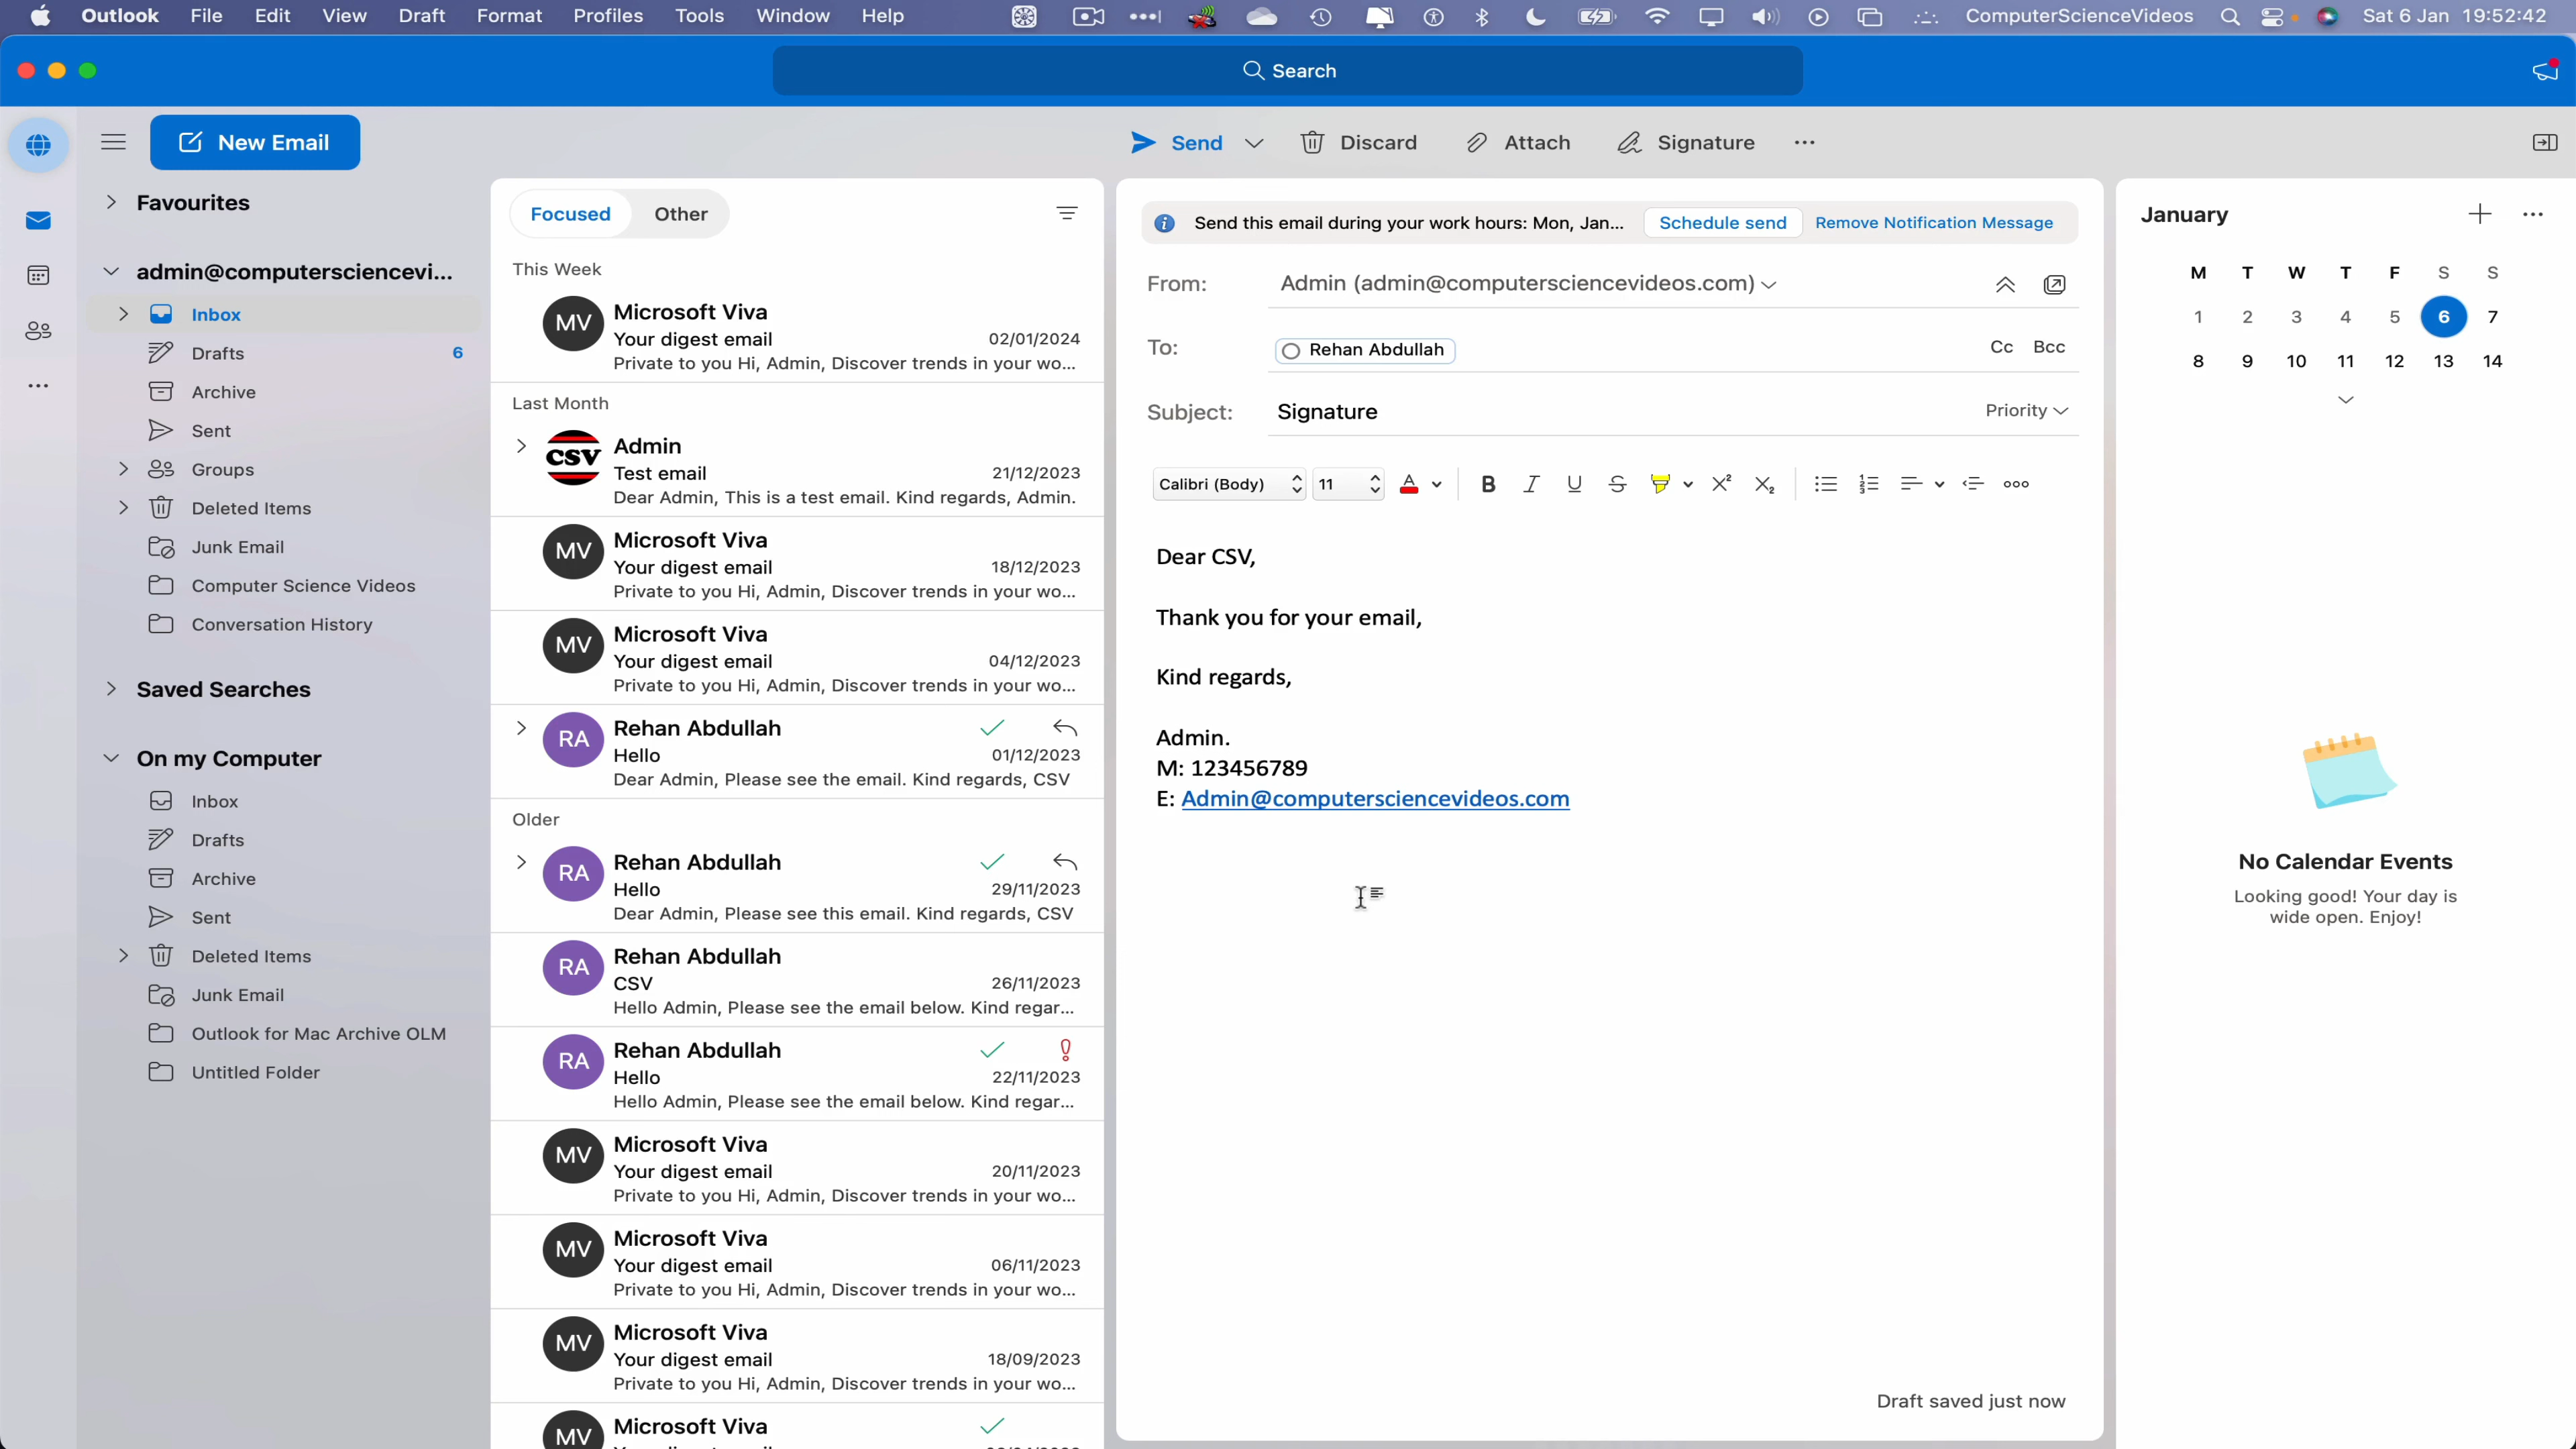 Outlook File Edit View Draft Format Profiles Tools Window Help ComputerScienceVideos Sat 6 Jan 19:52:42
Search
New Email
Send Discard Attach Signature
Favourites
admin@computersciencevi...
Inbox
Drafts 6
Archive
Sent
Groups
Deleted Items
Junk Email
Computer Science Videos
Conversation History
Saved Searches
On my Computer
Inbox
Drafts
Archive
Sent
Deleted Items
Junk Email
Outlook for Mac Archive OLM
Untitled Folder
Focused Other
This Week
MV
Microsoft Viva
Your digest email 02/01/2024
Private to you Hi, Admin, Discover trends in your wo...
Last Month
CSV
Admin
Test email 21/12/2023
Dear Admin, This is a test email. Kind regards, Admin.
MV
Microsoft Viva
Your digest email 18/12/2023
Private to you Hi, Admin, Discover trends in your wo...
MV
Microsoft Viva
Your digest email 04/12/2023
Private to you Hi, Admin, Discover trends in your wo...
RA
Rehan Abdullah
Hello 01/12/2023
Dear Admin, Please see the email. Kind regards, CSV
Older
RA
Rehan Abdullah
Hello 29/11/2023
Dear Admin, Please see this email. Kind regards, CSV
RA
Rehan Abdullah
CSV 26/11/2023
Hello Admin, Please see the email below. Kind regar...
RA
Rehan Abdullah
Hello 22/11/2023
Hello Admin, Please see the email below. Kind regar...
MV
Microsoft Viva
Your digest email 20/11/2023
Private to you Hi, Admin, Discover trends in your wo...
MV
Microsoft Viva
Your digest email 06/11/2023
Private to you Hi, Admin, Discover trends in your wo...
MV
Microsoft Viva
Your digest email 18/09/2023
Private to you Hi, Admin, Discover trends in your wo...
MV
Microsoft Viva
Send this email during your work hours: Mon, Jan... Schedule send Remove Notification Message
From: Admin (admin@computersciencevideos.com)
To: Rehan Abdullah Cc Bcc
Subject: Signature Priority
Calibri (Body) 11
Dear CSV,
Thank you for your email,
Kind regards,
Admin.
M: 123456789
E: Admin@computersciencevideos.com
Draft saved just now
January
M T W T F S S
1 2 3 4 5 6 7
8 9 10 11 12 13 14
No Calendar Events
Looking good! Your day is
wide open. Enjoy!